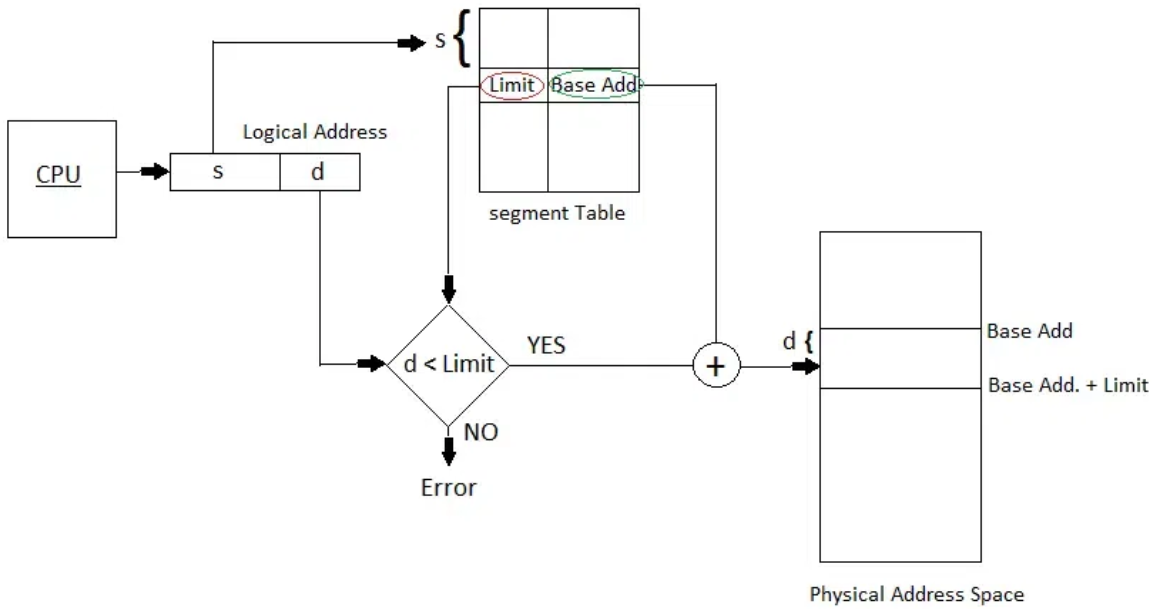 s {
Limit
Base Add
Logical Address
CPU
s
d
segment Table
d < Limit
YES
NO
Error
+
d {
Base Add
Base Add. + Limit
Physical Address Space